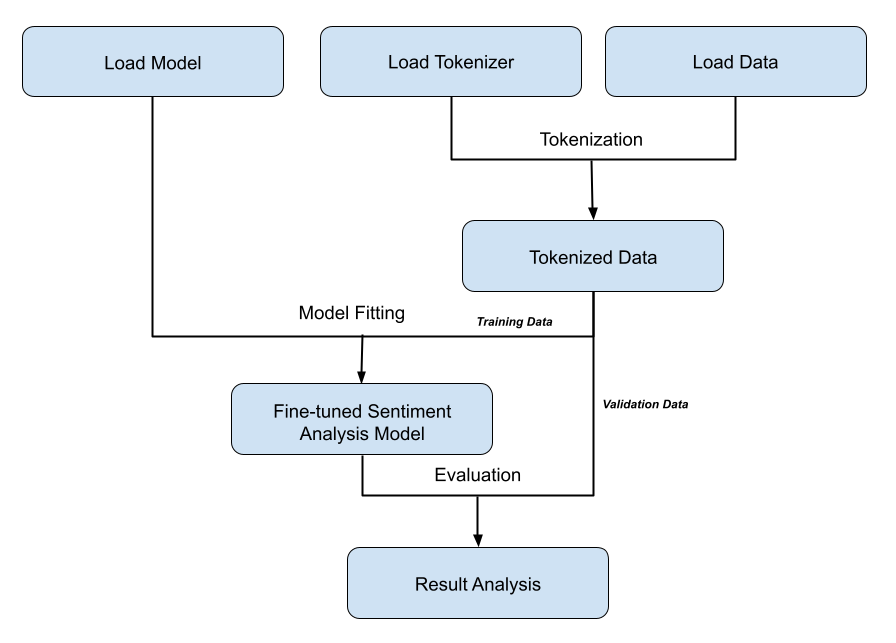 Load Model
Load Tokenizer
Load Data
Tokenization
Tokenized Data
Model Fitting
Training Data
Fine-tuned Sentiment
Analysis Model
Validation Data
Evaluation
Result Analysis